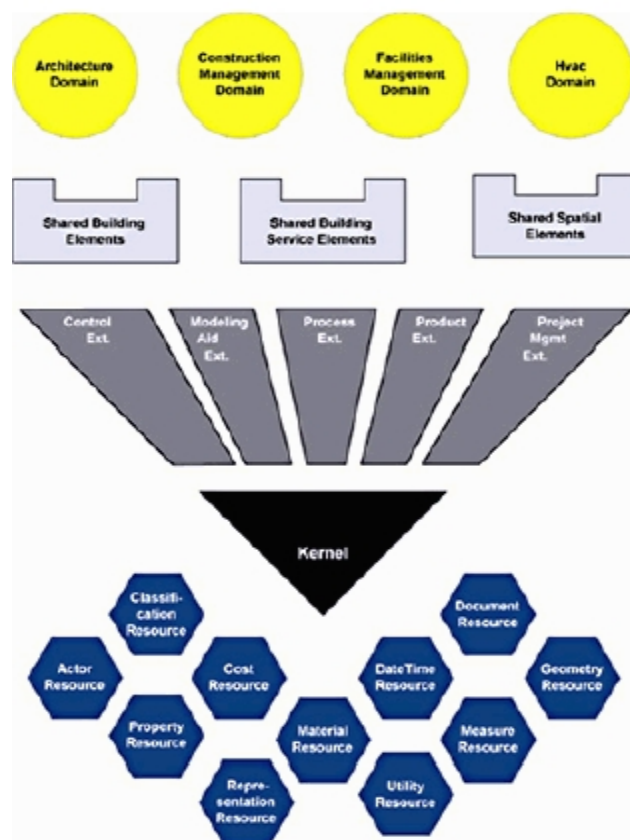 Architecture
Domain
Construction
Management
Domain
Facilities
Management
Domain
Hvac
Domain
Shared Building
Elements
Shared Building
Service Elements
Shared Spatial
Elements
Control
Ext.
Modeling
Aid
Ext.
Process
Ext.
Product
Ext.
Project
Mgmt
Ext.
Kernel
Classifi-
cation
Resource
Document
Resource
Actor
Resource
Cost
Resource
DateTime
Resource
Geometry
Resource
Property
Resource
Material
Resource
Measure
Resource
Repre-
sentation
Resource
Utility
Resource